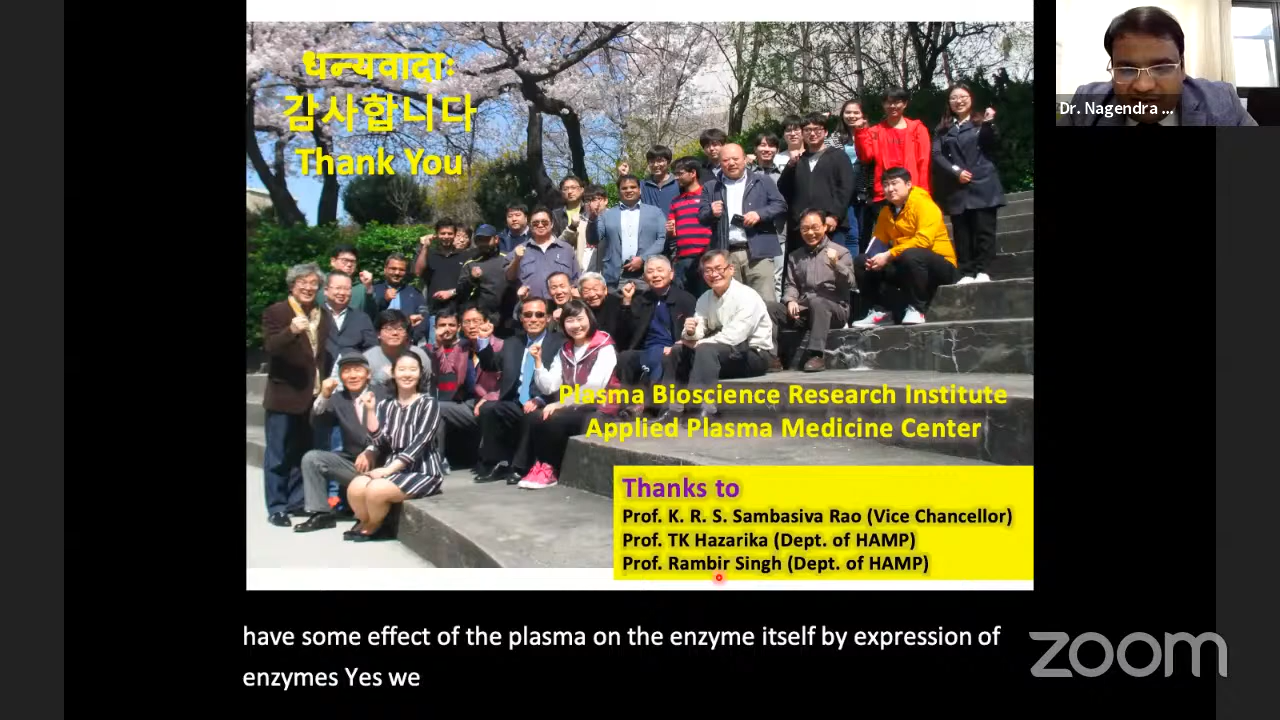 धन्यवादाः
감사합니다
Thank You
Dr. Nagendra ...
Plasma Bioscience Research Institute
Applied Plasma Medicine Center
Thanks to
Prof. K. R. S. Sambasiva Rao (Vice Chancellor)
Prof. TK Hazarika (Dept. of HAMP)
Prof. Rambir Singh (Dept. of HAMP)
have some effect of the plasma on the enzyme itself by expression of
enzymes Yes we
zoom